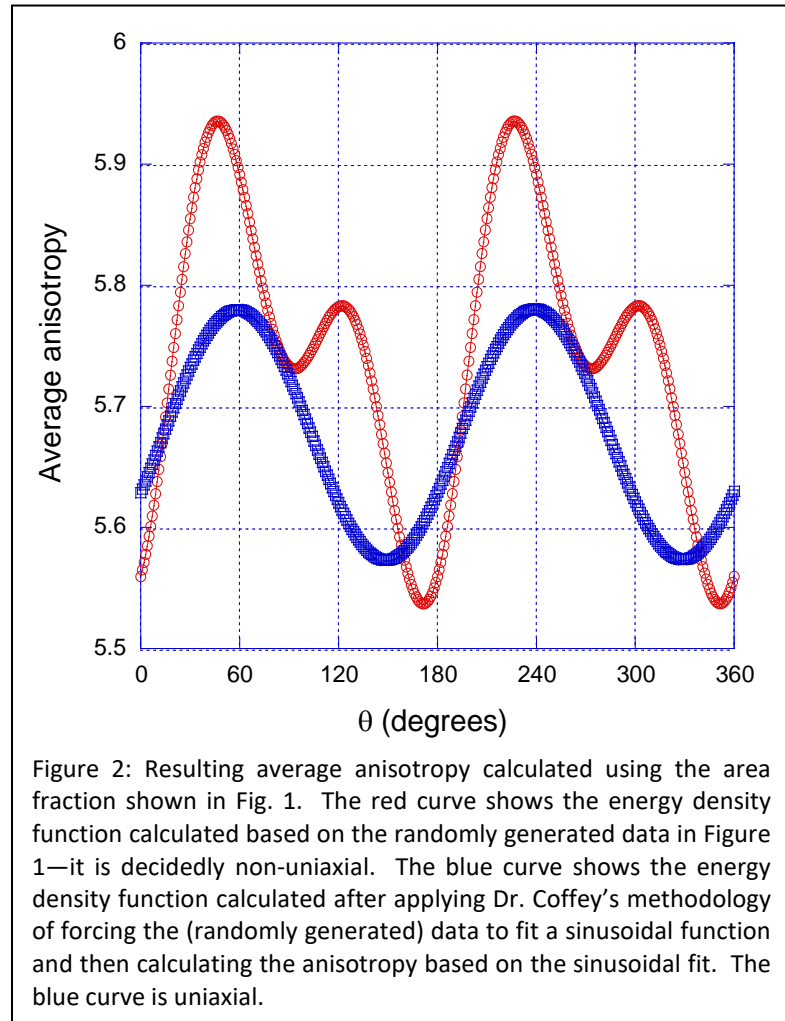 6
5.9
5.8
5.7
5.6
5.5
Average anisotropy
0 60 120 180 240 300 360
θ (degrees)
Figure 2: Resulting average anisotropy calculated using the area
fraction shown in Fig. 1. The red curve shows the energy density
function calculated based on the randomly generated data in Figure
1—it is decidedly non-uniaxial. The blue curve shows the energy
density function calculated after applying Dr. Coffey’s methodology
of forcing the (randomly generated) data to fit a sinusoidal function
and then calculating the anisotropy based on the sinusoidal fit. The
blue curve is uniaxial.